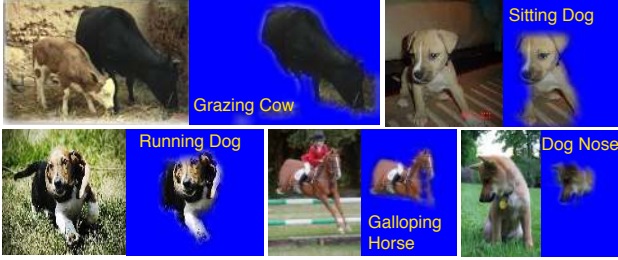 Grazing Cow
Sitting Dog
Running Dog
Galloping
Horse
Dog Nose